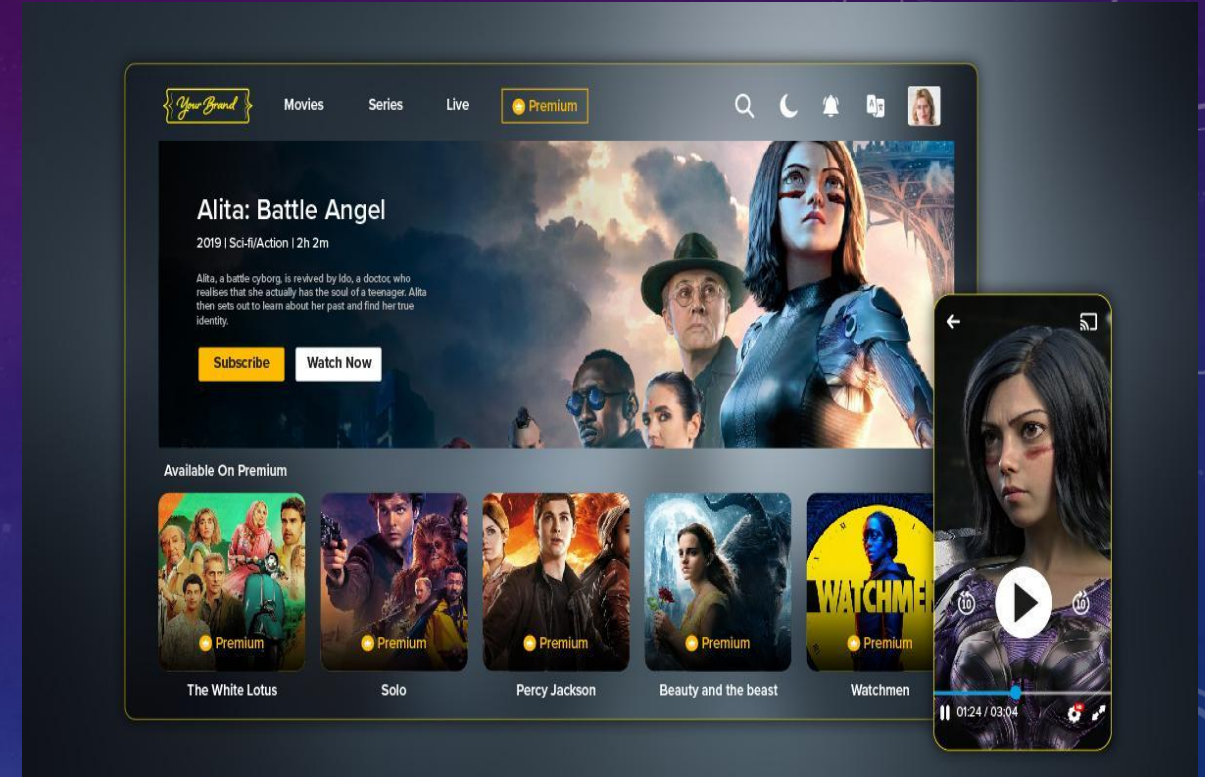 Your Brand
Movies
Series
Live
Premium
Alita: Battle Angel
2019 | Sci-fi/Action | 2h 2m
Alita, a battle cyborg, is revived by Ido, a doctor, who
realises that she actually has the soul of a teenager. Alita
then sets out to learn about her past and find her true
identity.
Subscribe
Watch Now
Available On Premium
WATCHME
Premium
Premium
Premium
Premium
Premium
The White Lotus
Solo
Percy Jackson
Beauty and the beast
Watchmen
10
10
01:24 / 03:04